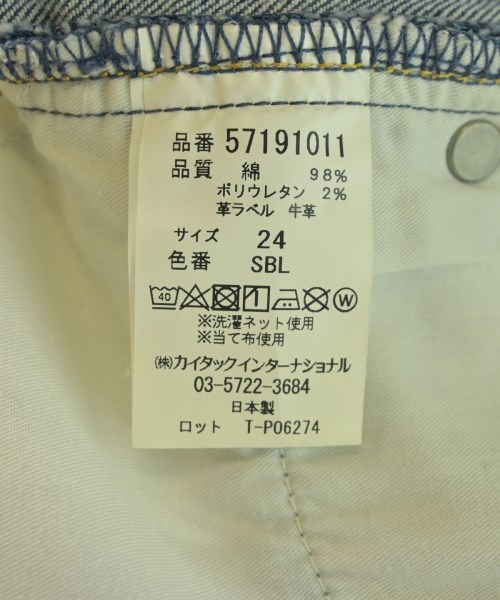 品番 57191011
品質 綿 98%
ポリウレタン 2%
革ラベル 牛革
サイズ 24
色番 SBL
40 W
※洗濯ネット使用
※当て布使用
㈱カイタックインターナショナル
03-5722-3684
日本製
ロット T-P06274